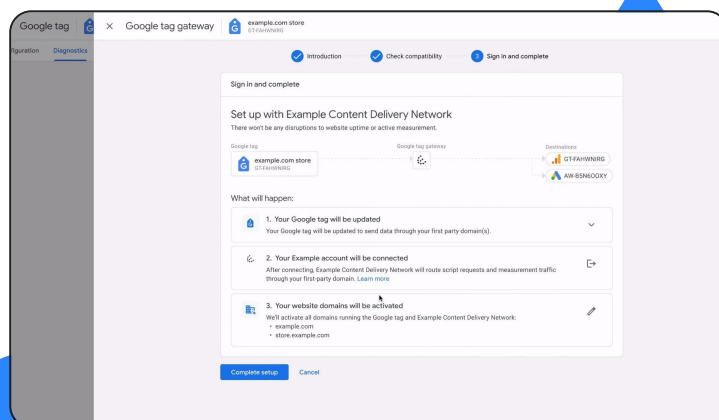 Google tag
× Google tag gateway
example.com store
GT-FAHWNIRG
figuration Diagnostics
Introduction
Check compatibility
3 Sign in and complete
Sign in and complete
Set up with Example Content Delivery Network
There won't be any disruptions to website uptime or active measurement.
Google tag
Google tag gateway
Destinations
example.com store
GT-FAHWNIRG
GT-FAHWNIRG
AW-B5N6OOXY
What will happen:
1. Your Google tag will be updated
Your Google tag will be updated to send data through your first party domain(s).
2. Your Example account will be connected
After connecting, Example Content Delivery Network will route script requests and measurement traffic
through your first-party domain. Learn more
3. Your website domains will be activated
We'll activate all domains running the Google tag and Example Content Delivery Network:
• example.com
• store.example.com
Complete setup
Cancel